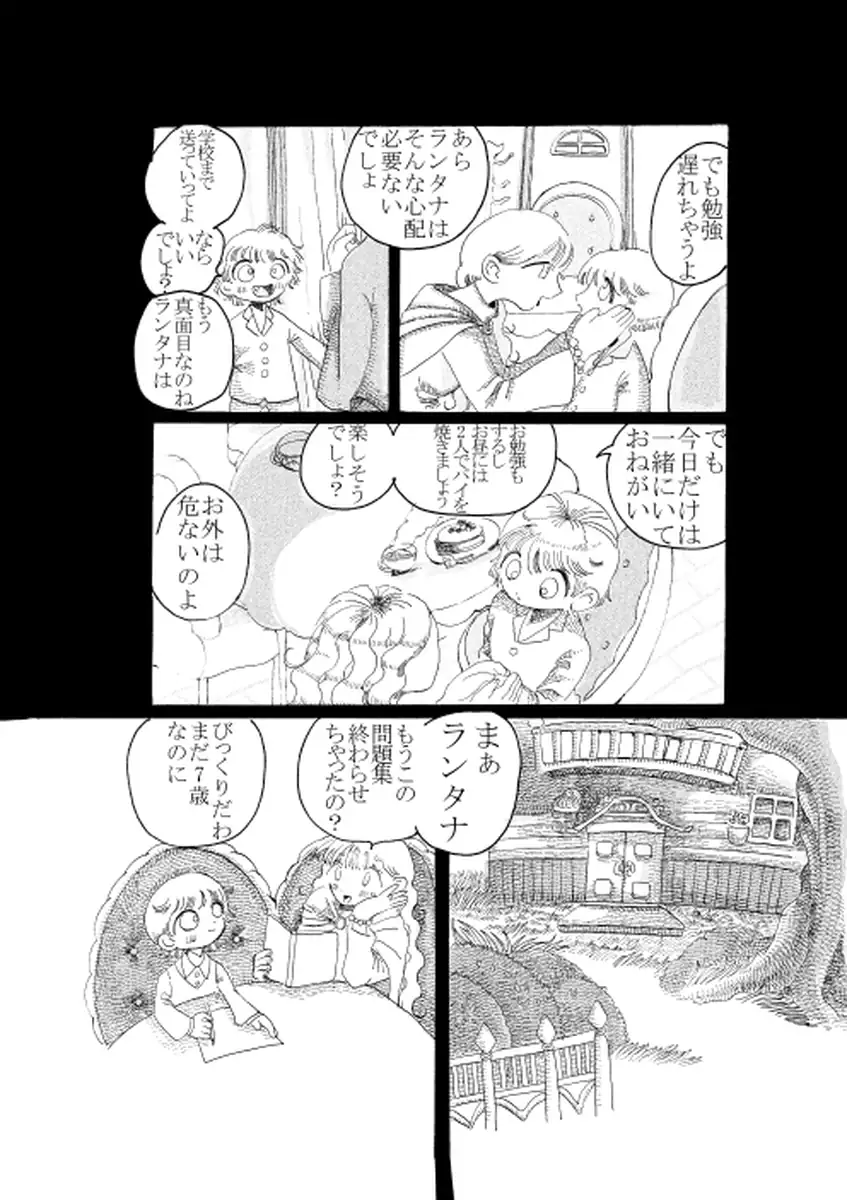 でも勉強
遅れちゃうよ
あら
ランタナは
そんな心配
必要ない
でしょ
学校まで
送っていってよ
なら
いい
でしょ？
もう
真面目なのね
ランタナは
でも
今日だけは
一緒にいて
おねがい
お勉強も
するし
お昼には
2人でパイを
焼きましょう
楽しそう
でしょ？
お外は
危ないのよ
まぁ
ランタナ
もうこの
問題集
終わらせ
ちゃったの？
びっくりだわ
まだ7歳
なのに